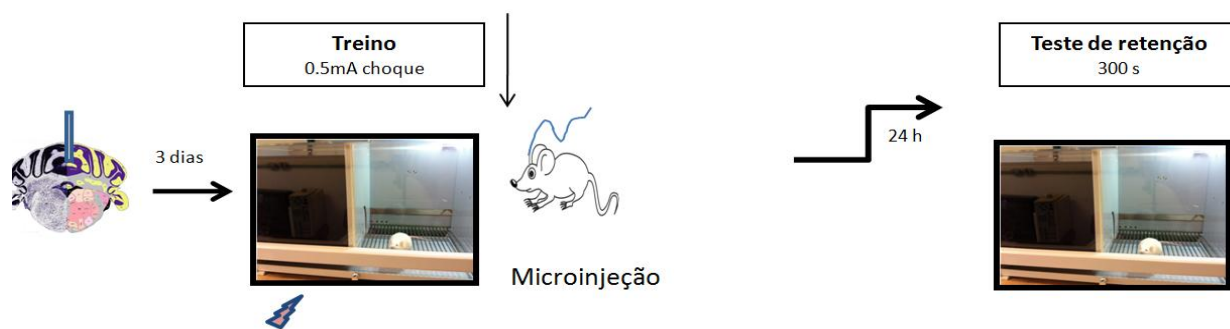 Treino
0.5mA choque
3 dias
Microinjeção
24 h
Teste de retenção
300 s